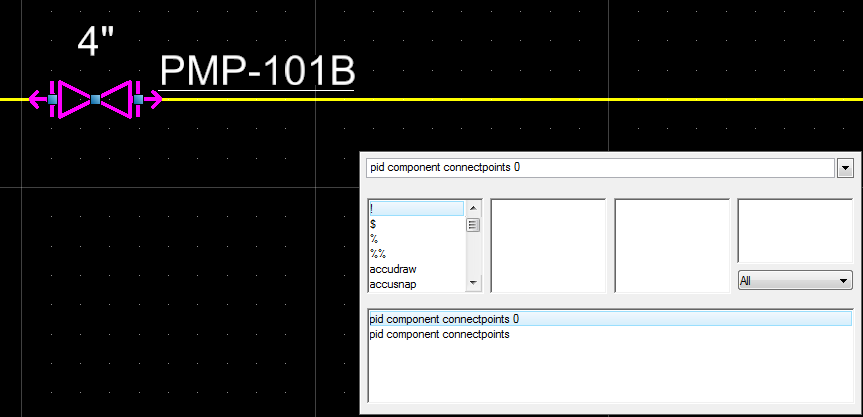 4"
PMP-101B
pid component connectpoints 0
!
$
%
%%
accudraw
accusnap
All
pid component connectpoints 0
pid component connectpoints